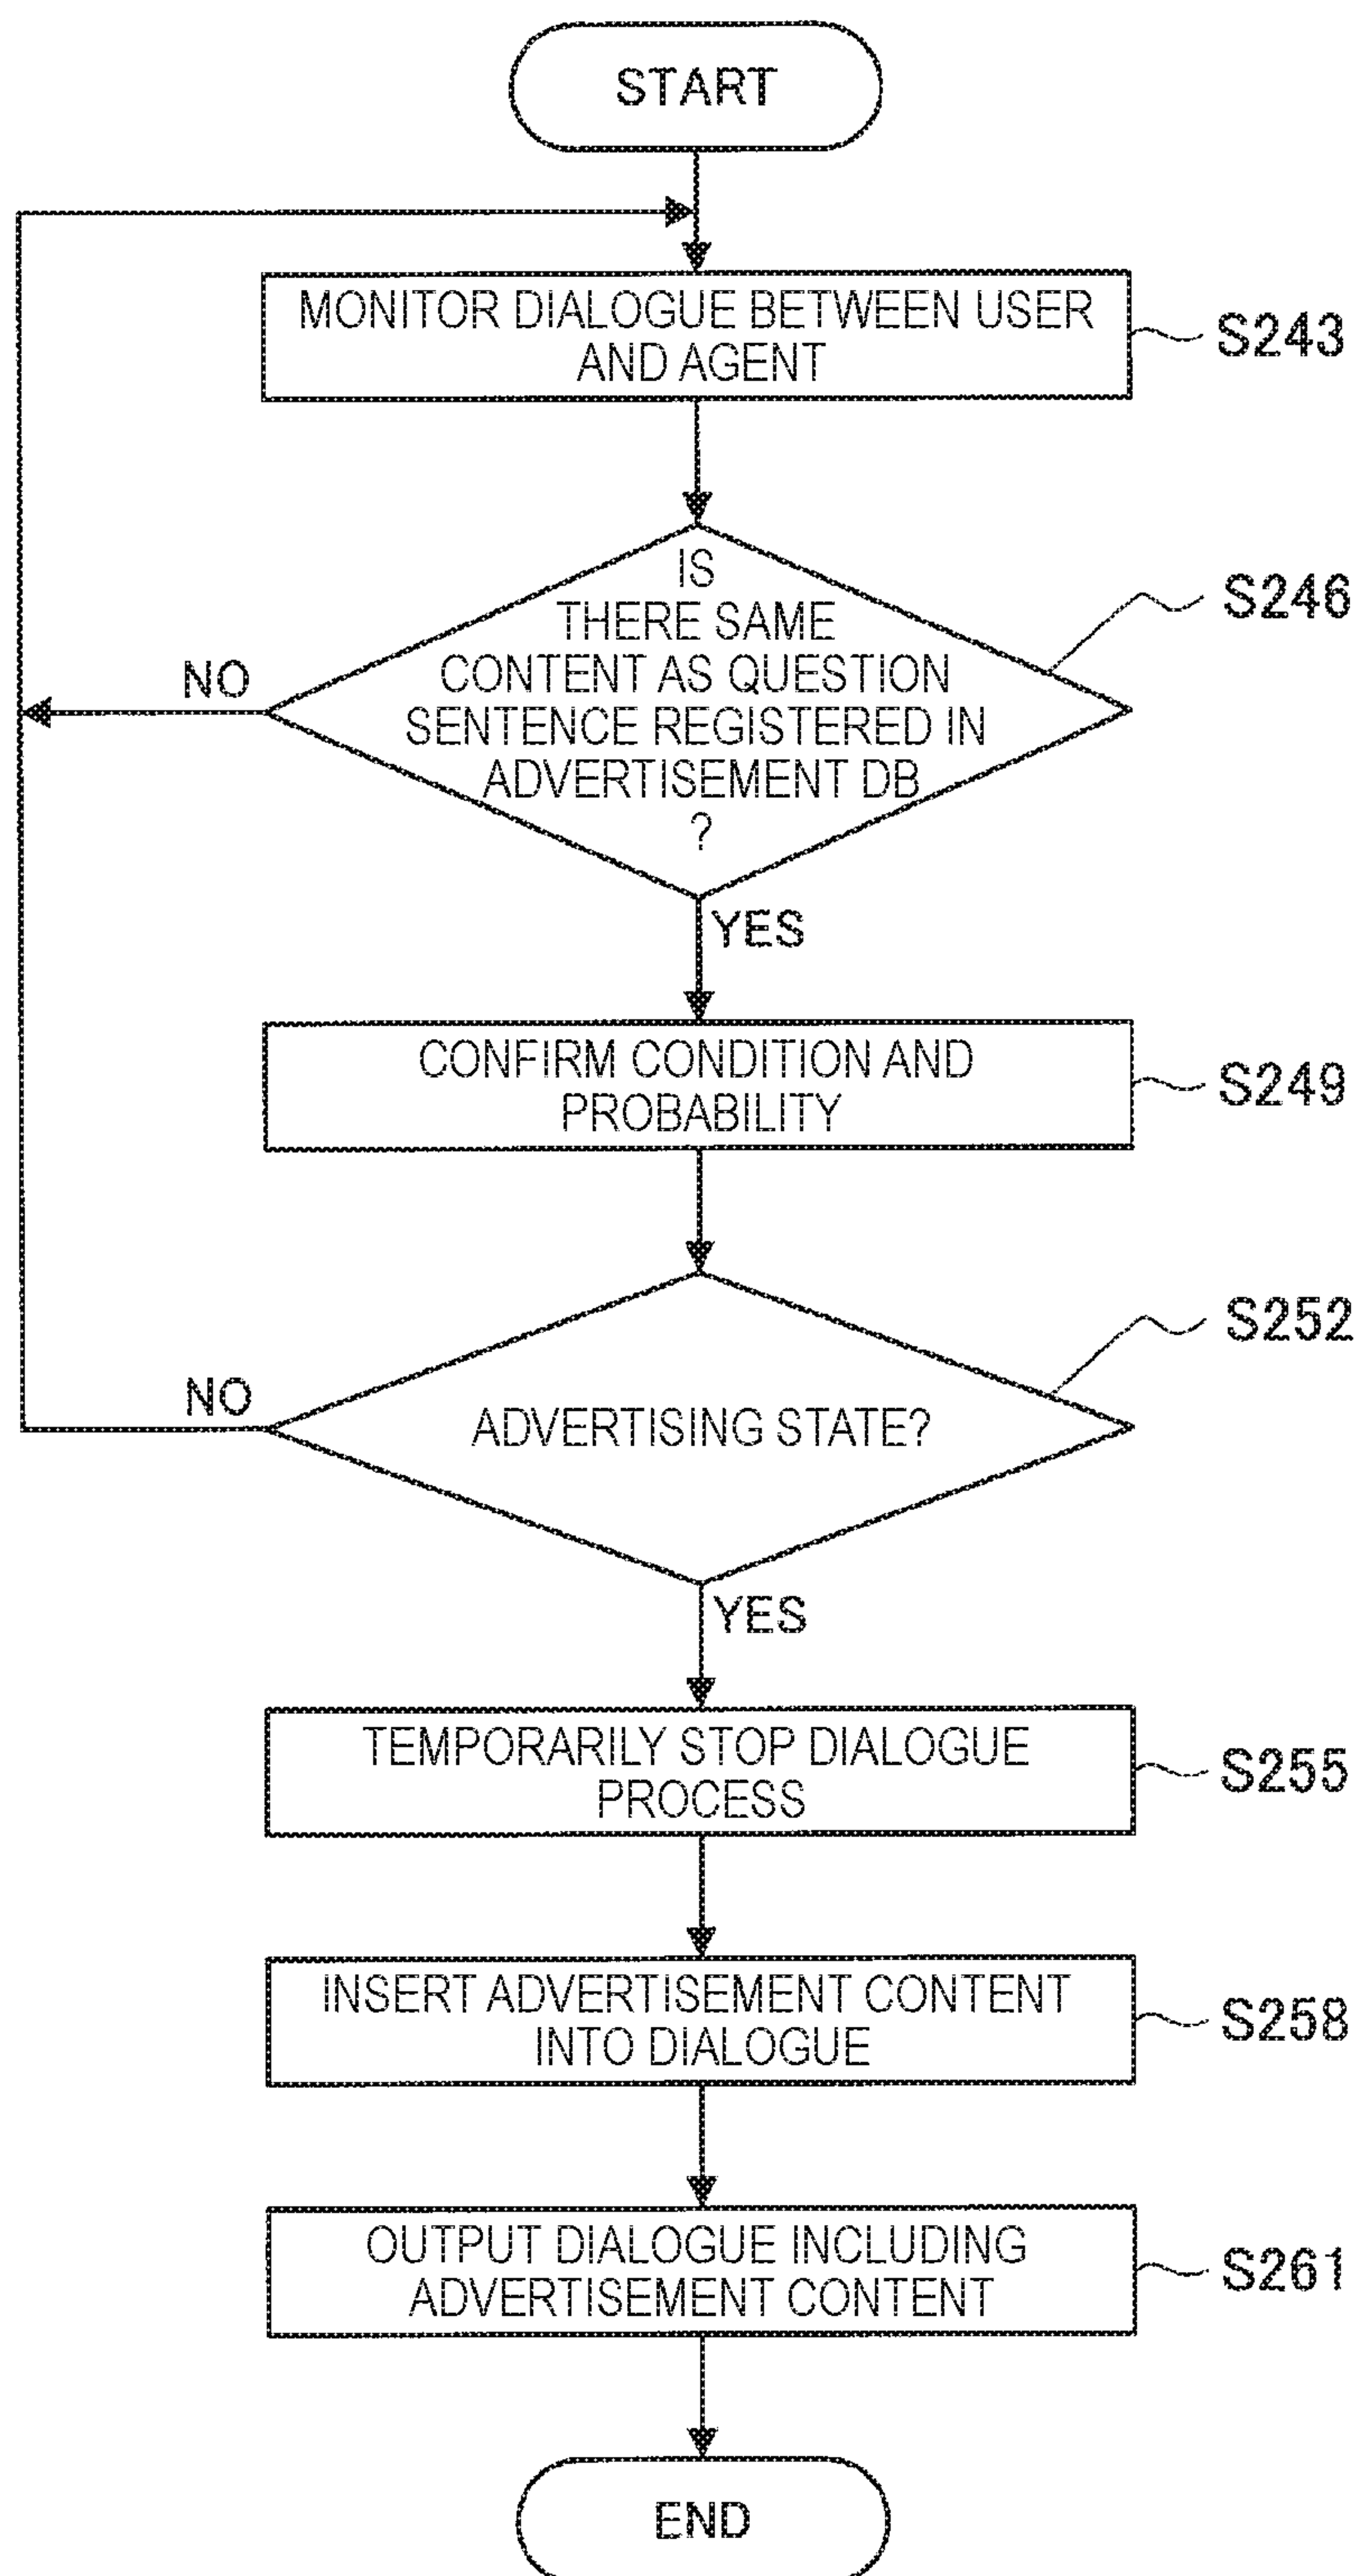 START
MONITOR DIALOGUE BETWEEN USER
AND AGENT
S243
IS
THERE SAME
CONTENT AS QUESTION
SENTENCE REGISTERED IN
ADVERTISEMENT DB
?
S246
NO
YES
CONFIRM CONDITION AND
PROBABILITY
S249
ADVERTISING STATE?
S252
NO
YES
TEMPORARILY STOP DIALOGUE
PROCESS
S255
INSERT ADVERTISEMENT CONTENT
INTO DIALOGUE
S258
OUTPUT DIALOGUE INCLUDING
ADVERTISEMENT CONTENT
S261
END